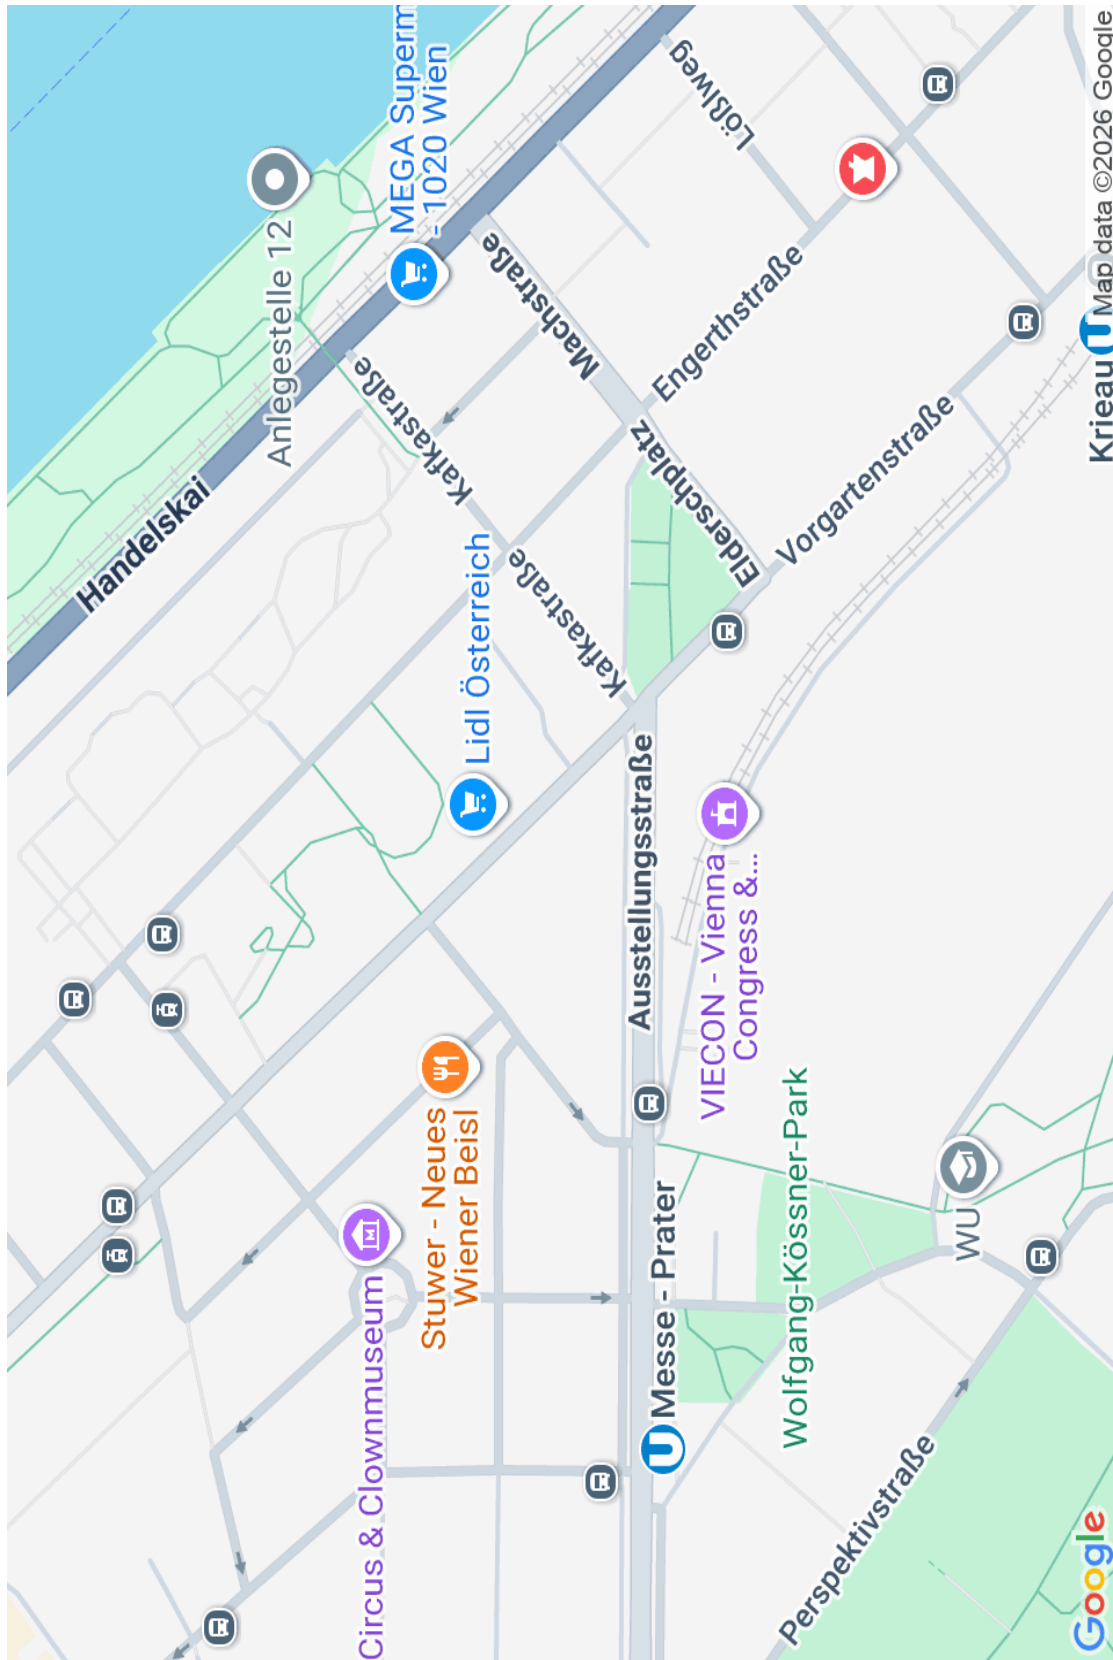 Handelskai
Anlegestelle 12
MEGA Superm
- 1020 Wien
Lößlweg
Machstraße
Kafkastraße
Kafkastraße
Engerthstraße
Elderschplatz
Vorgartenstraße
Lidl Österreich
Ausstellungsstraße
VIECON - Vienna
Congress &...
Stuwer - Neues
Wiener Beisl
Circus & Clownmuseum
M
U
Messe - Prater
Wolfgang-Kössner-Park
WU
Perspektivstraße
Krieau
U
Google
Map data ©2026 Google